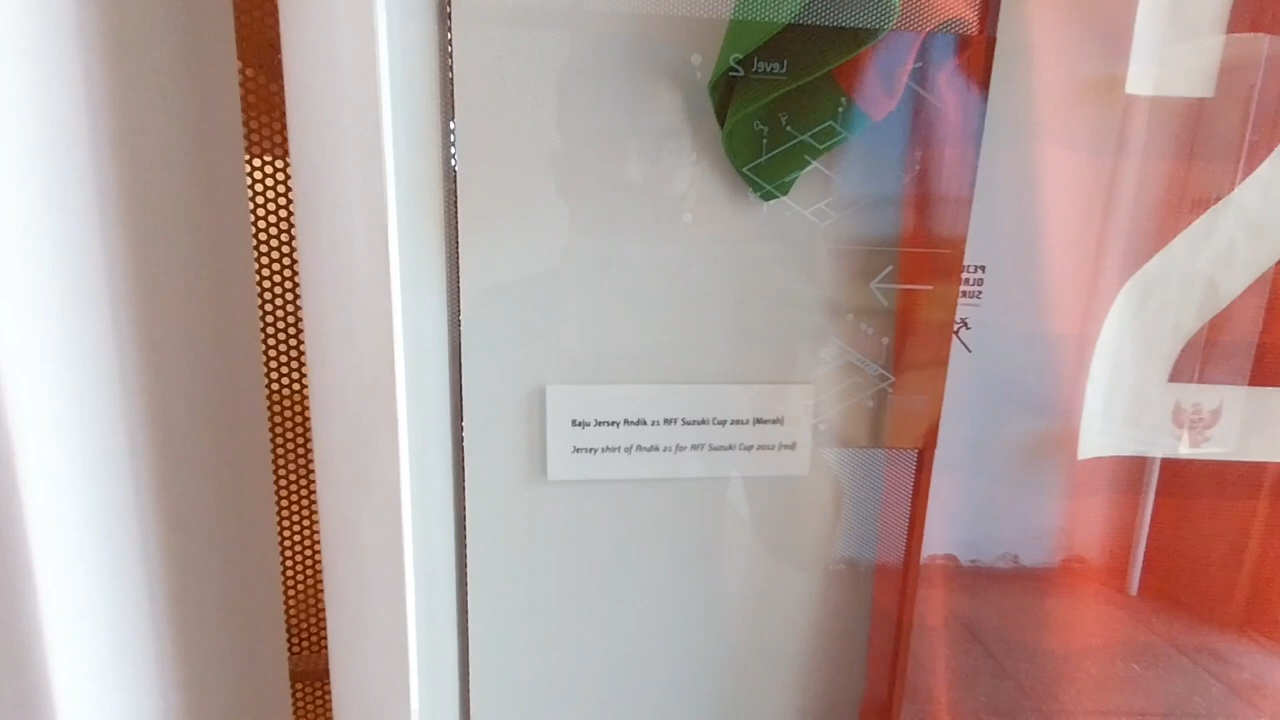 Level 2
Baju Jersey Andik 21 AFF Suzuki Cup 2012 (Merah)
Jersey shirt of Andik 21 for AFF Suzuki Cup 2012 (red)
2